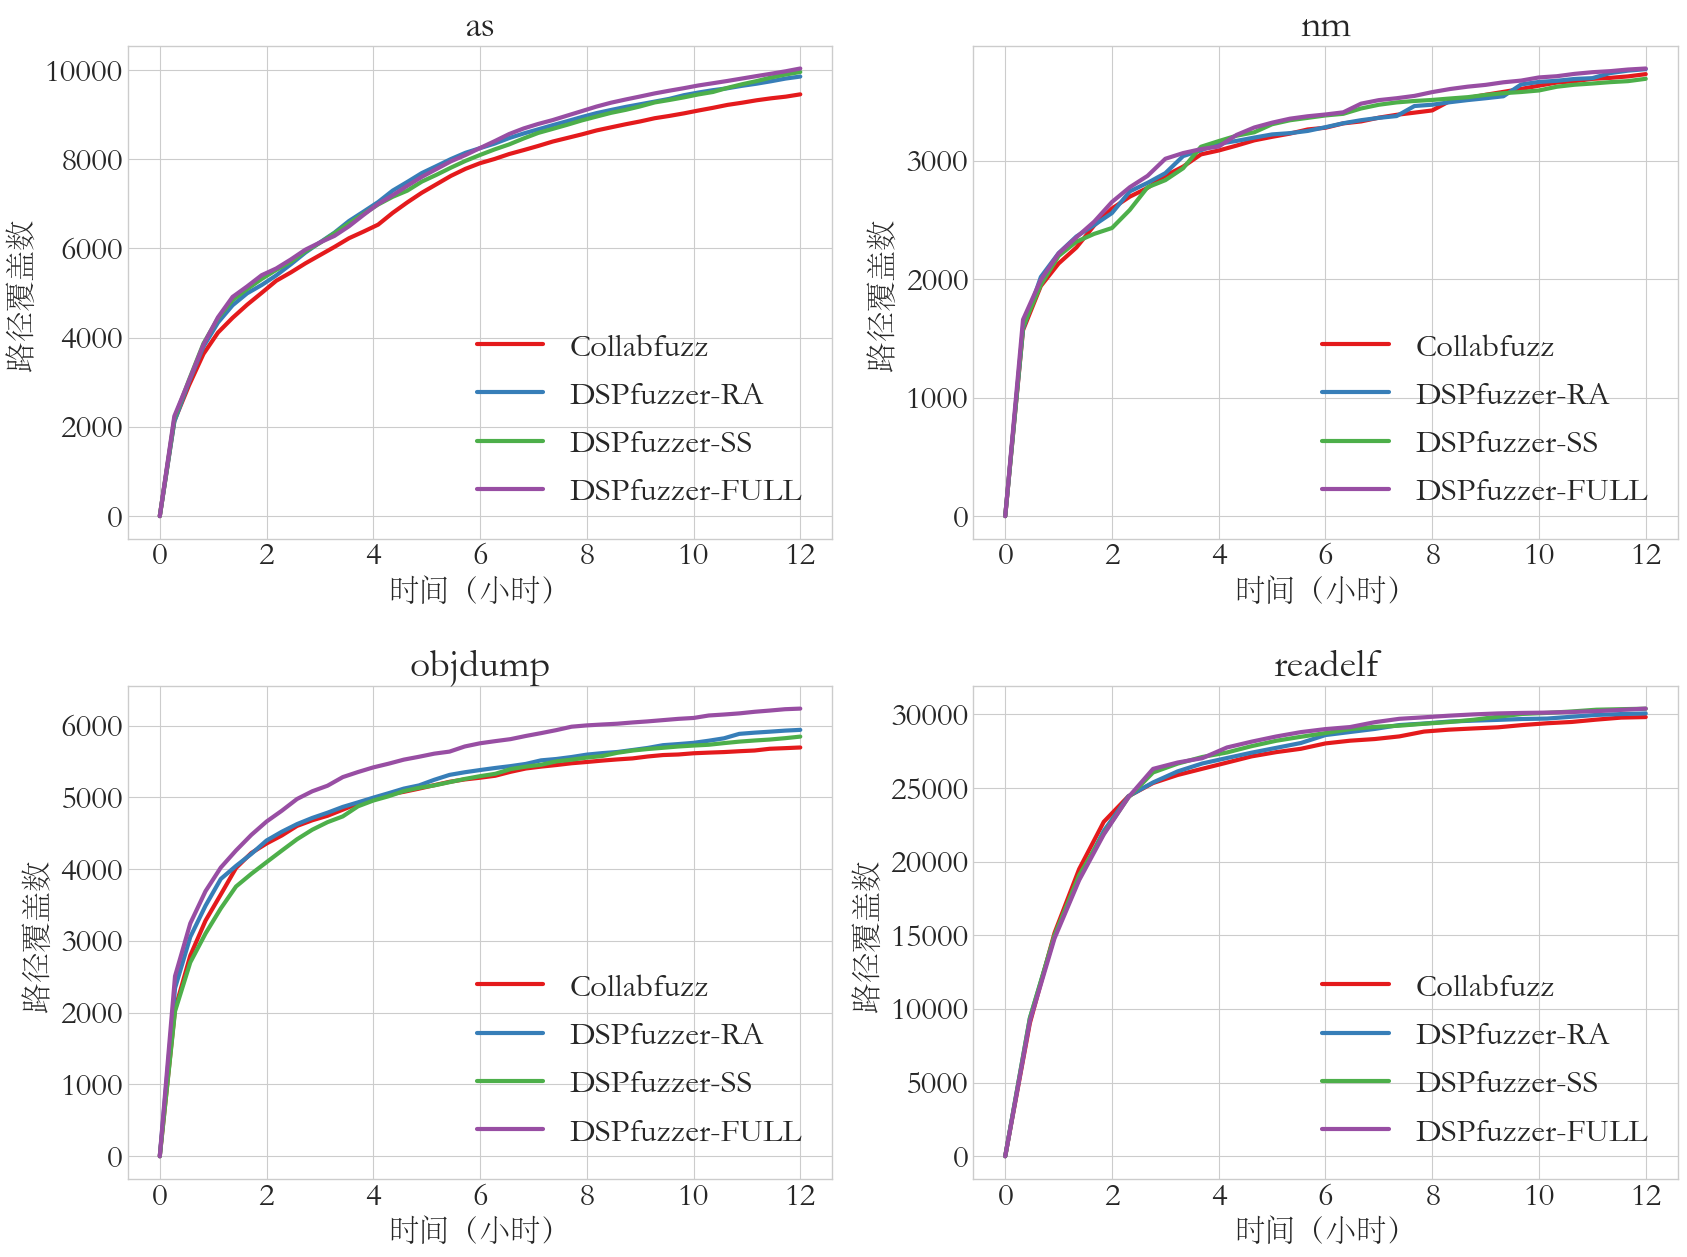 as
10000
8000
6000
4000
2000
0
路径覆盖数
Collabfuzz
DSPfuzzer-RA
DSPfuzzer-SS
DSPfuzzer-FULL
0 2 4 6 8 10 12
时间（小时）
nm
3000
2000
1000
0
路径覆盖数
Collabfuzz
DSPfuzzer-RA
DSPfuzzer-SS
DSPfuzzer-FULL
0 2 4 6 8 10 12
时间（小时）
objdump
6000
5000
4000
3000
2000
1000
0
路径覆盖数
Collabfuzz
DSPfuzzer-RA
DSPfuzzer-SS
DSPfuzzer-FULL
0 2 4 6 8 10 12
时间（小时）
readelf
30000
25000
20000
15000
10000
5000
0
路径覆盖数
Collabfuzz
DSPfuzzer-RA
DSPfuzzer-SS
DSPfuzzer-FULL
0 2 4 6 8 10 12
时间（小时）